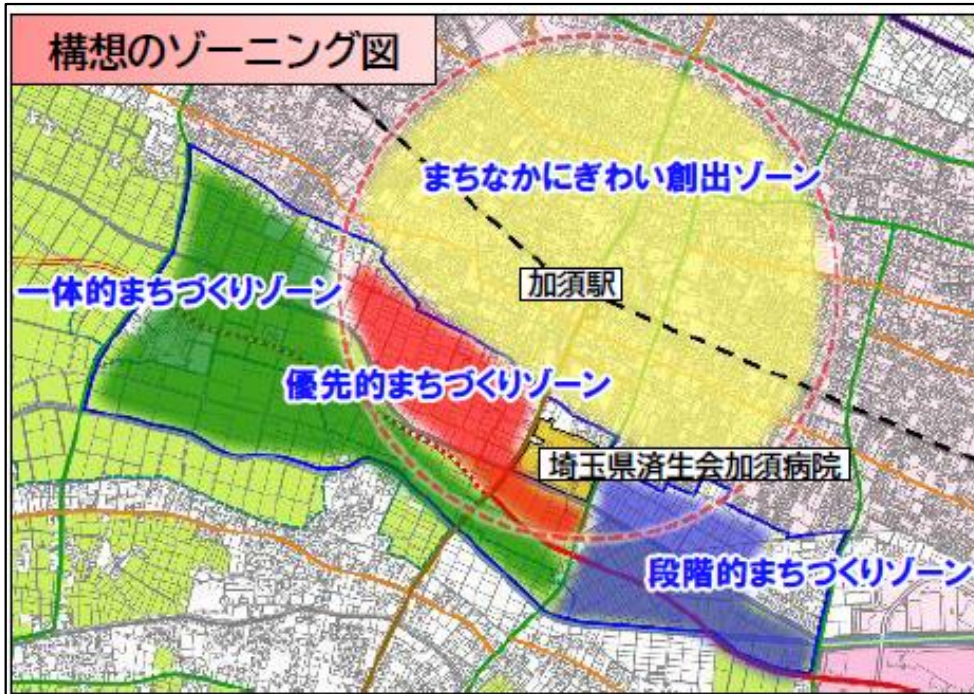 構想のゾーニング図
まちなかにぎわい創出ゾーン
加須駅
一体的まちづくりゾーン
優先的まちづくりゾーン
埼玉県済生会加須病院
段階的まちづくりゾーン